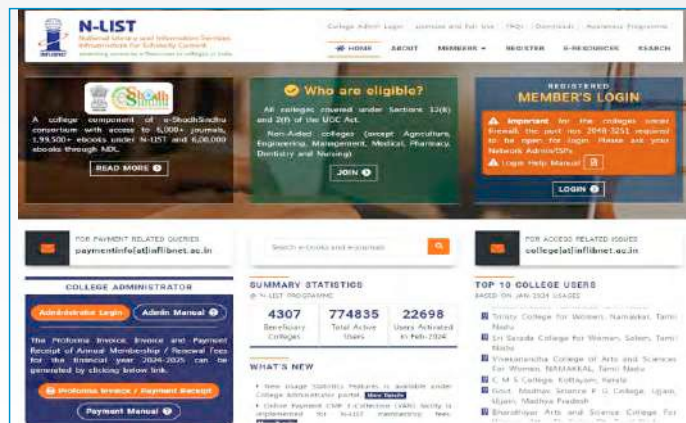 N-LIST
National Library and Information Services
Infrastructure for Scholarly Content
College Admin Login
License and Fair Use
FAQs
Downloads
Awareness Programme
HOME
ABOUT
MEMBERS
REGISTER
E-RESOURCES
SEARCH
A college component of e-ShodhSindhu
consortium with access to 6,000+ journals,
1,99,500+ ebooks under N-LIST and 6,00,000
ebooks through NDL.
READ MORE
Who are eligible?
All colleges covered under Sections 12(B)
and 2(f) of the UGC Act.
Non-Aided colleges (except Agriculture,
Engineering, Management, Medical, Pharmacy,
Dentistry and Nursing)
JOIN
REGISTERED
MEMBER'S LOGIN
Important for the colleges under
firewall, the port nos 2048-3251 required
to be open for login. Please ask your
Network Admin/ISPs.
Login Help Manual
LOGIN
FOR PAYMENT RELATED QUERIES
paymentinfo[at]inflibnet.ac.in
Search e-books and e-journals
FOR ACCESS RELATED ISSUES
college[at]inflibnet.ac.in
COLLEGE ADMINISTRATOR
Administrator Login
Admin Manual
The Proforma Invoice, Invoice and Payment
Receipt of Annual Membership / Renewal Fees
for the financial year 2024-2025 can be
generated by clicking below link.
Proforma Invoice / Payment Receipt
Payment Manual
SUMMARY STATISTICS
@ N-LIST PROGRAMME
4307
Beneficiary
Colleges
774835
Total Active
Users
22698
Users Activated
in Feb-2024
WHAT'S NEW
New Usage Statistics Features is available under
College Administrator portal.
Online Payment
facility is
implemented for N-LIST membership fees.
TOP 10 COLLEGE USERS
BASED ON JAN-2024 USAGES
Trinity College for Women, Namakkal, Tamil
Nadu
Sri Sarada College for Women, Salem, Tamil
Nadu
Vivekanandha College of Arts and Sciences
For Women, NAMAKKAL, Tamil Nadu
C M S College, Kottayam, Kerala
Govt. Madhav Science P G College, Ujjain,
Ujjain, Madhya Pradesh
Bharathiyar Arts and Science College For